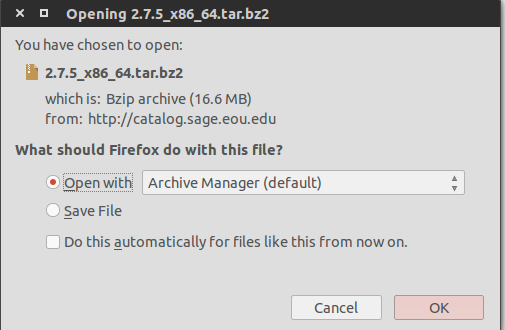 Opening 2.7.5_x86_64.tar.bz2
You have chosen to open:
2.7.5_x86_64.tar.bz2
which is: Bzip archive (16.6 MB)
from: http://catalog.sage.eou.edu
What should Firefox do with this file?
Open with Archive Manager (default)
Save File
Do this automatically for files like this from now on.
Cancel OK